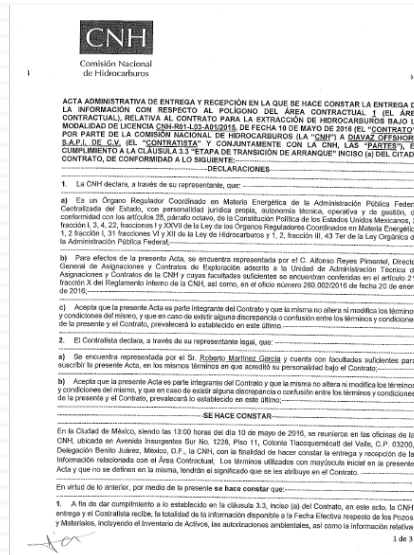 CNH
Comisión Nacional
de Hidrocarburos
ACTA ADMINISTRATIVA DE ENTREGA Y RECEPCIÓN EN LA QUE SE HACE CONSTAR LA ENTREGA D
LA INFORMACIÓN CON RESPECTO AL POLÍGONO DEL ÁREA CONTRACTUAL 1 (EL ÁRE
CONTRACTUAL), RELATIVA AL CONTRATO PARA LA EXTRACCIÓN DE HIDROCARBUROS BAJO L
MODALIDAD DE LICENCIA CNH-R01-L03-A01/2015, DE FECHA 10 DE MAYO DE 2016 (EL "CONTRATO"
POR PARTE DE LA COMISIÓN NACIONAL DE HIDROCARBUROS (LA "CNH") A DIAVAZ OFFSHOR
S.A.P.I. DE C.V. (EL "CONTRATISTA" Y CONJUNTAMENTE CON LA CNH, LAS "PARTES"), E
CUMPLIMIENTO A LA CLÁUSULA 3.3 "ETAPA DE TRANSICIÓN DE ARRANQUE" INCISO (a) DEL CITAD
CONTRATO, DE CONFORMIDAD A LO SIGUIENTE:
DECLARACIONES
1. La CNH declara, a través de su representante, que:
a) Es un Órgano Regulador Coordinado en Materia Energética de la Administración Pública Feder
Centralizada del Estado, con personalidad jurídica propia, autonomía técnica, operativa y de gestión, d
conformidad con los artículos 28, párrafo octavo, de la Constitución Política de los Estados Unidos Mexicanos,
fracción I, 3, 4, 22, fracciones I y XXVII de la Ley de los Órganos Reguladores Coordinados en Materia Energétic
1, 2 fracción I, 31 fracciones VI y XII de la Ley de Hidrocarburos y 1, 2, fracción III, 43 Ter de la Ley Orgánica d
la Administración Pública Federal;
b) Para efectos de la presente Acta, se encuentra representada por el C. Alfonso Reyes Pimentel, Direct
General de Asignaciones y Contratos de Exploración adscrito a la Unidad de Administración Técnica d
Asignaciones y Contratos de la CNH y cuyas facultades suficientes se encuentran conferidas en el artículo 2
fracción X del Reglamento Interno de la CNH, así como, en el oficio número 260.002/2016 de fecha 20 de ener
de 2016;
c) Acepta que la presente Acta es parte integrante del Contrato y que la misma no altera ni modifica los términos
y condiciones del mismo, y que en caso de existir alguna discrepancia o confusión entre los términos y condicione
de la presente y el Contrato, prevalecerá lo establecido en este último.
2. El Contratista declara, a través de su representante legal, que:
a) Se encuentra representada por el Sr. Roberto Martínez García y cuenta con facultades suficientes par
suscribir la presente Acta, en los mismos términos en que acreditó su personalidad bajo el Contrato;
b) Acepta que la presente Acta es parte integrante del Contrato y que la misma no altera ni modifica los término
y condiciones del mismo, y que en caso de existir alguna discrepancia o confusión entre los términos y condicione
de la presente y el Contrato, prevalecerá lo establecido en este último;
SE HACE CONSTAR
En la Ciudad de México, siendo las 13:00 horas del día 10 de mayo de 2016, se reunieron en las oficinas de la
CNH, ubicada en Avenida Insurgentes Sur No. 1228, Piso 11, Colonia Tlacoquemécatl del Valle, C.P. 03200,
Delegación Benito Juárez, México, D.F., la CNH, con la finalidad de hacer constar la entrega y recepción de la
Información relacionada con el Área Contractual. Los términos utilizados con mayúscula inicial en la presente
Acta y que no se definen en la misma, tendrán el significado que se les atribuye en el Contrato.
En virtud de lo anterior, por medio de la presente se hace constar que:
1. A fin de dar cumplimiento a lo establecido en la cláusula 3.3, inciso (a) del Contrato, en este acto, la CNH
entrega y el Contratista recibe, la totalidad de la información disponible a la Fecha Efectiva respecto de los Pozos
y Materiales, incluyendo el Inventario de Activos, las autorizaciones ambientales, así como la información relativa
1 de 3